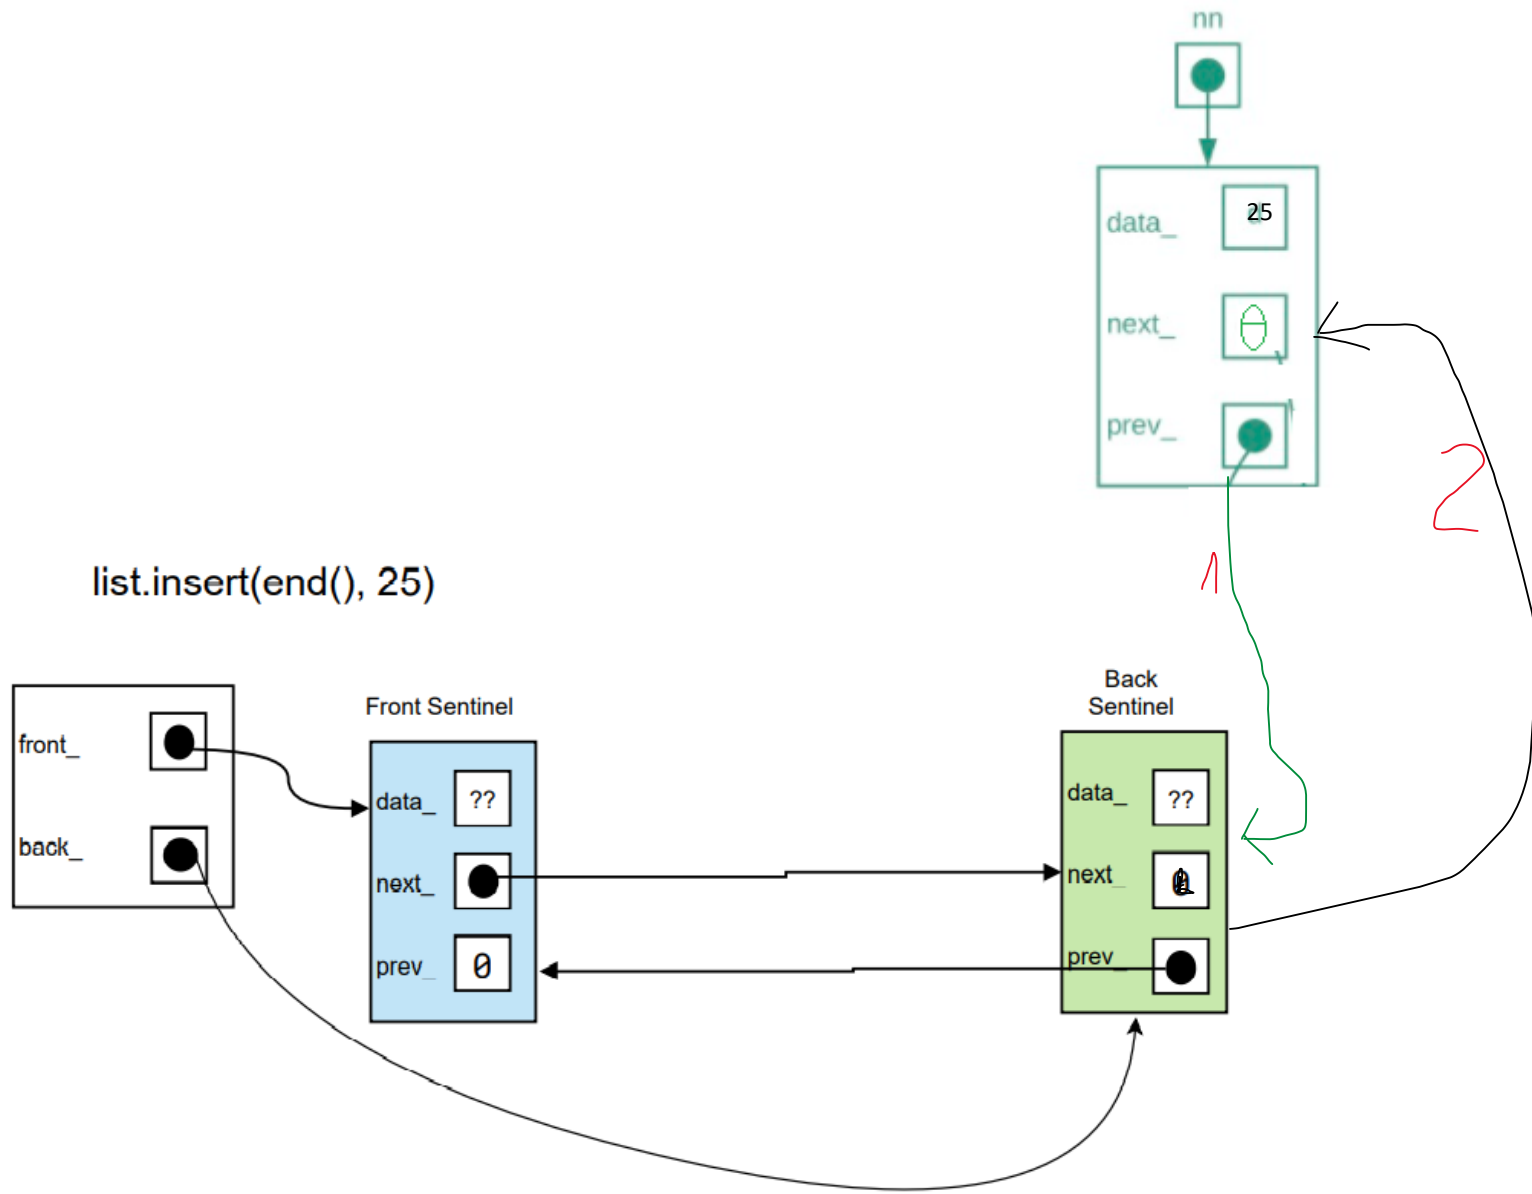 nn
data_ 25
next_ 0
prev_
2
1
list.insert(end(), 25)
front_
back_
Front Sentinel
data_ ??
next_
prev_ 0
Back
Sentinel
data_ ??
next_
prev_